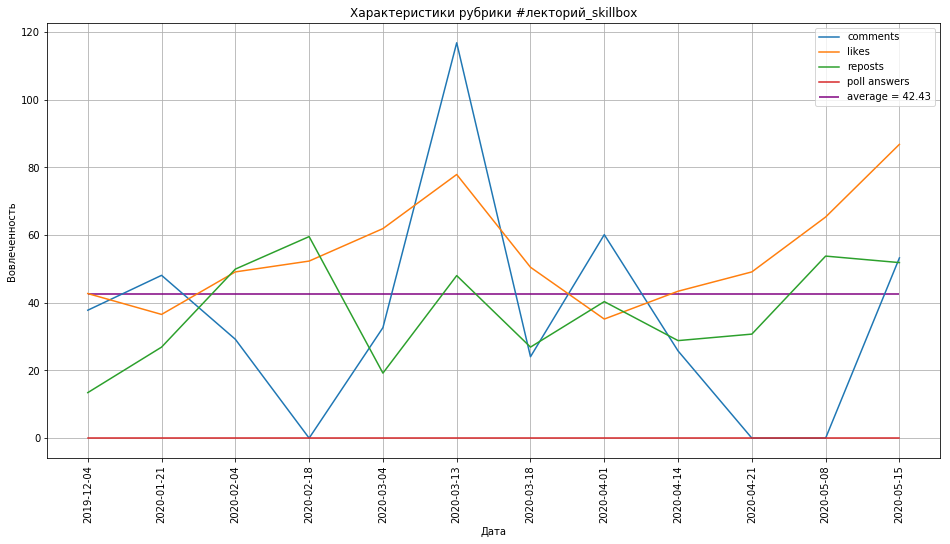 Характеристики рубрики #лекторий_skillbox
comments
likes
reposts
poll answers
average = 42.43
Вовлеченность
120
100
80
60
40
20
0
2019-12-04
2020-01-21
2020-02-04
2020-02-18
2020-03-04
2020-03-13
2020-03-18
2020-04-01
2020-04-14
2020-04-21
2020-05-08
2020-05-15
Дата